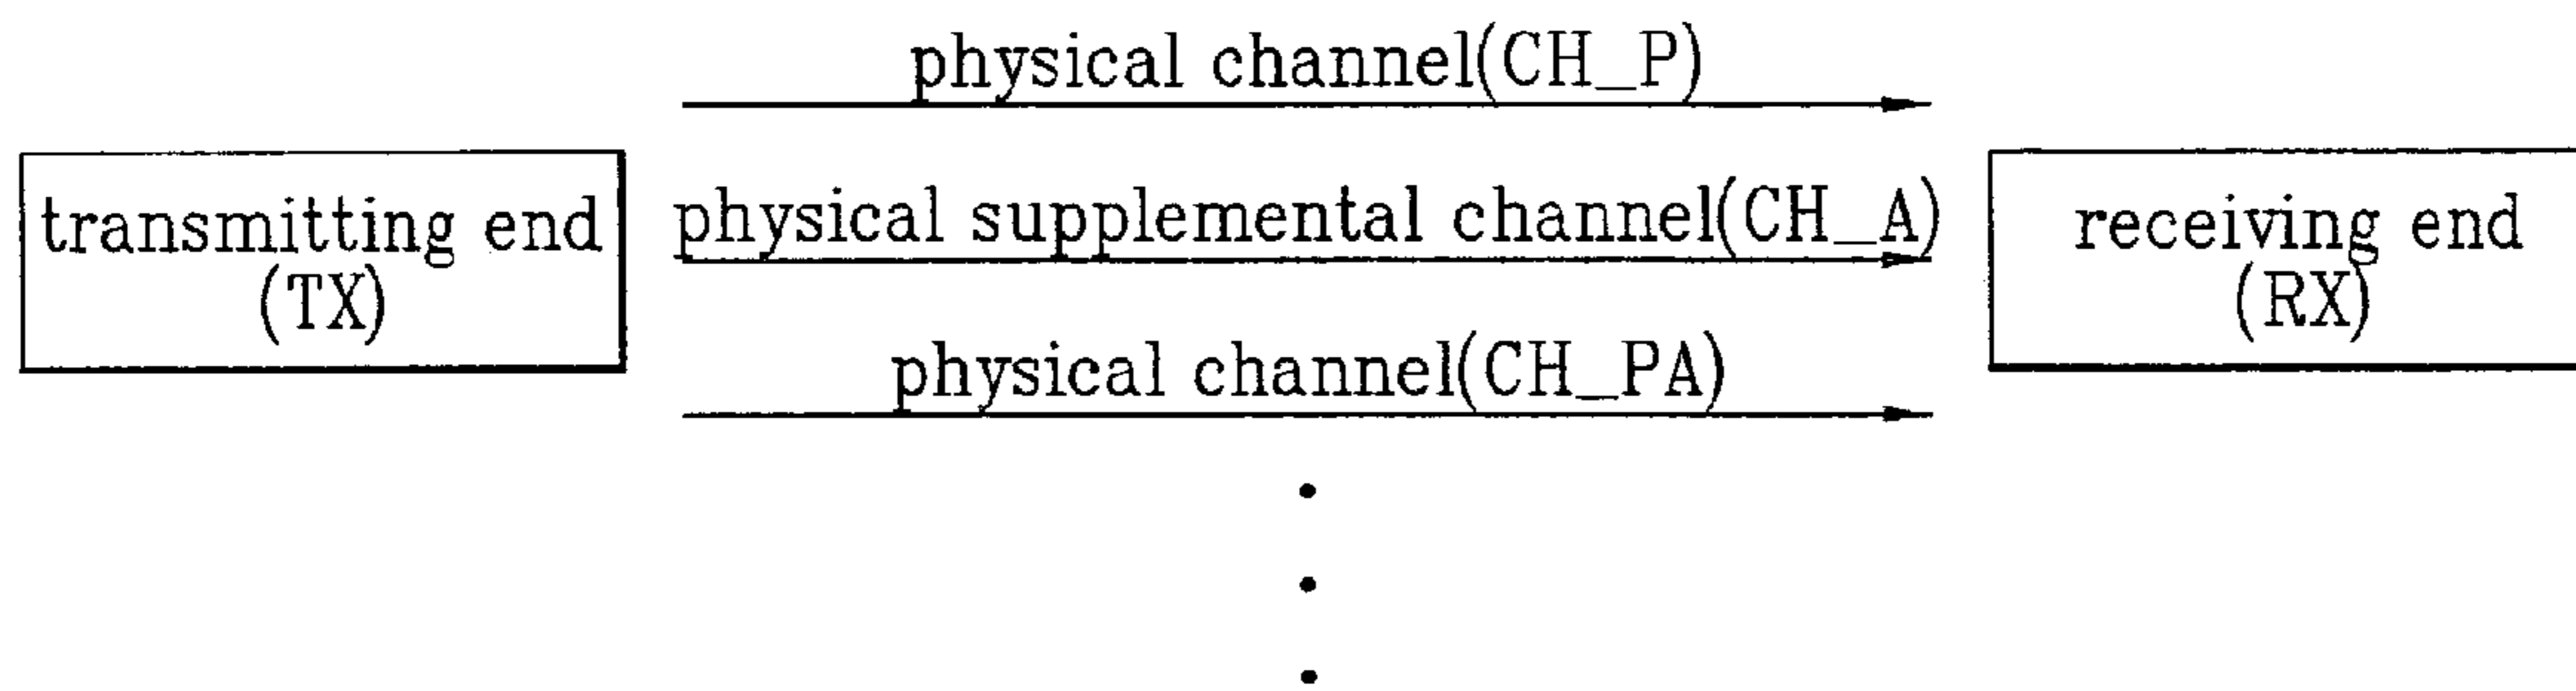 physical channel(CH_P)
transmitting end
(TX)
physical supplemental channel(CH_A)
receiving end
(RX)
physical channel(CH_PA)